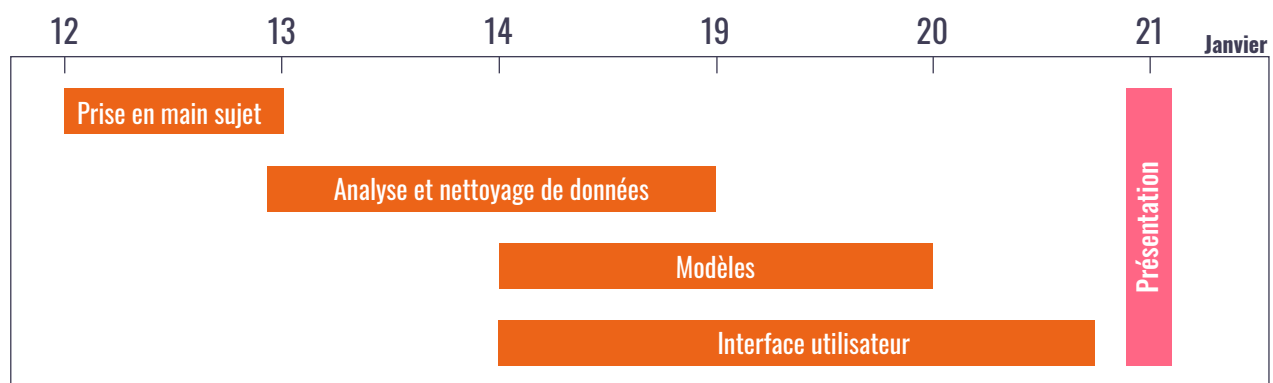 12 13 14 19 20 21 Janvier
Prise en main sujet
Analyse et nettoyage de données
Modèles
Interface utilisateur
Présentation